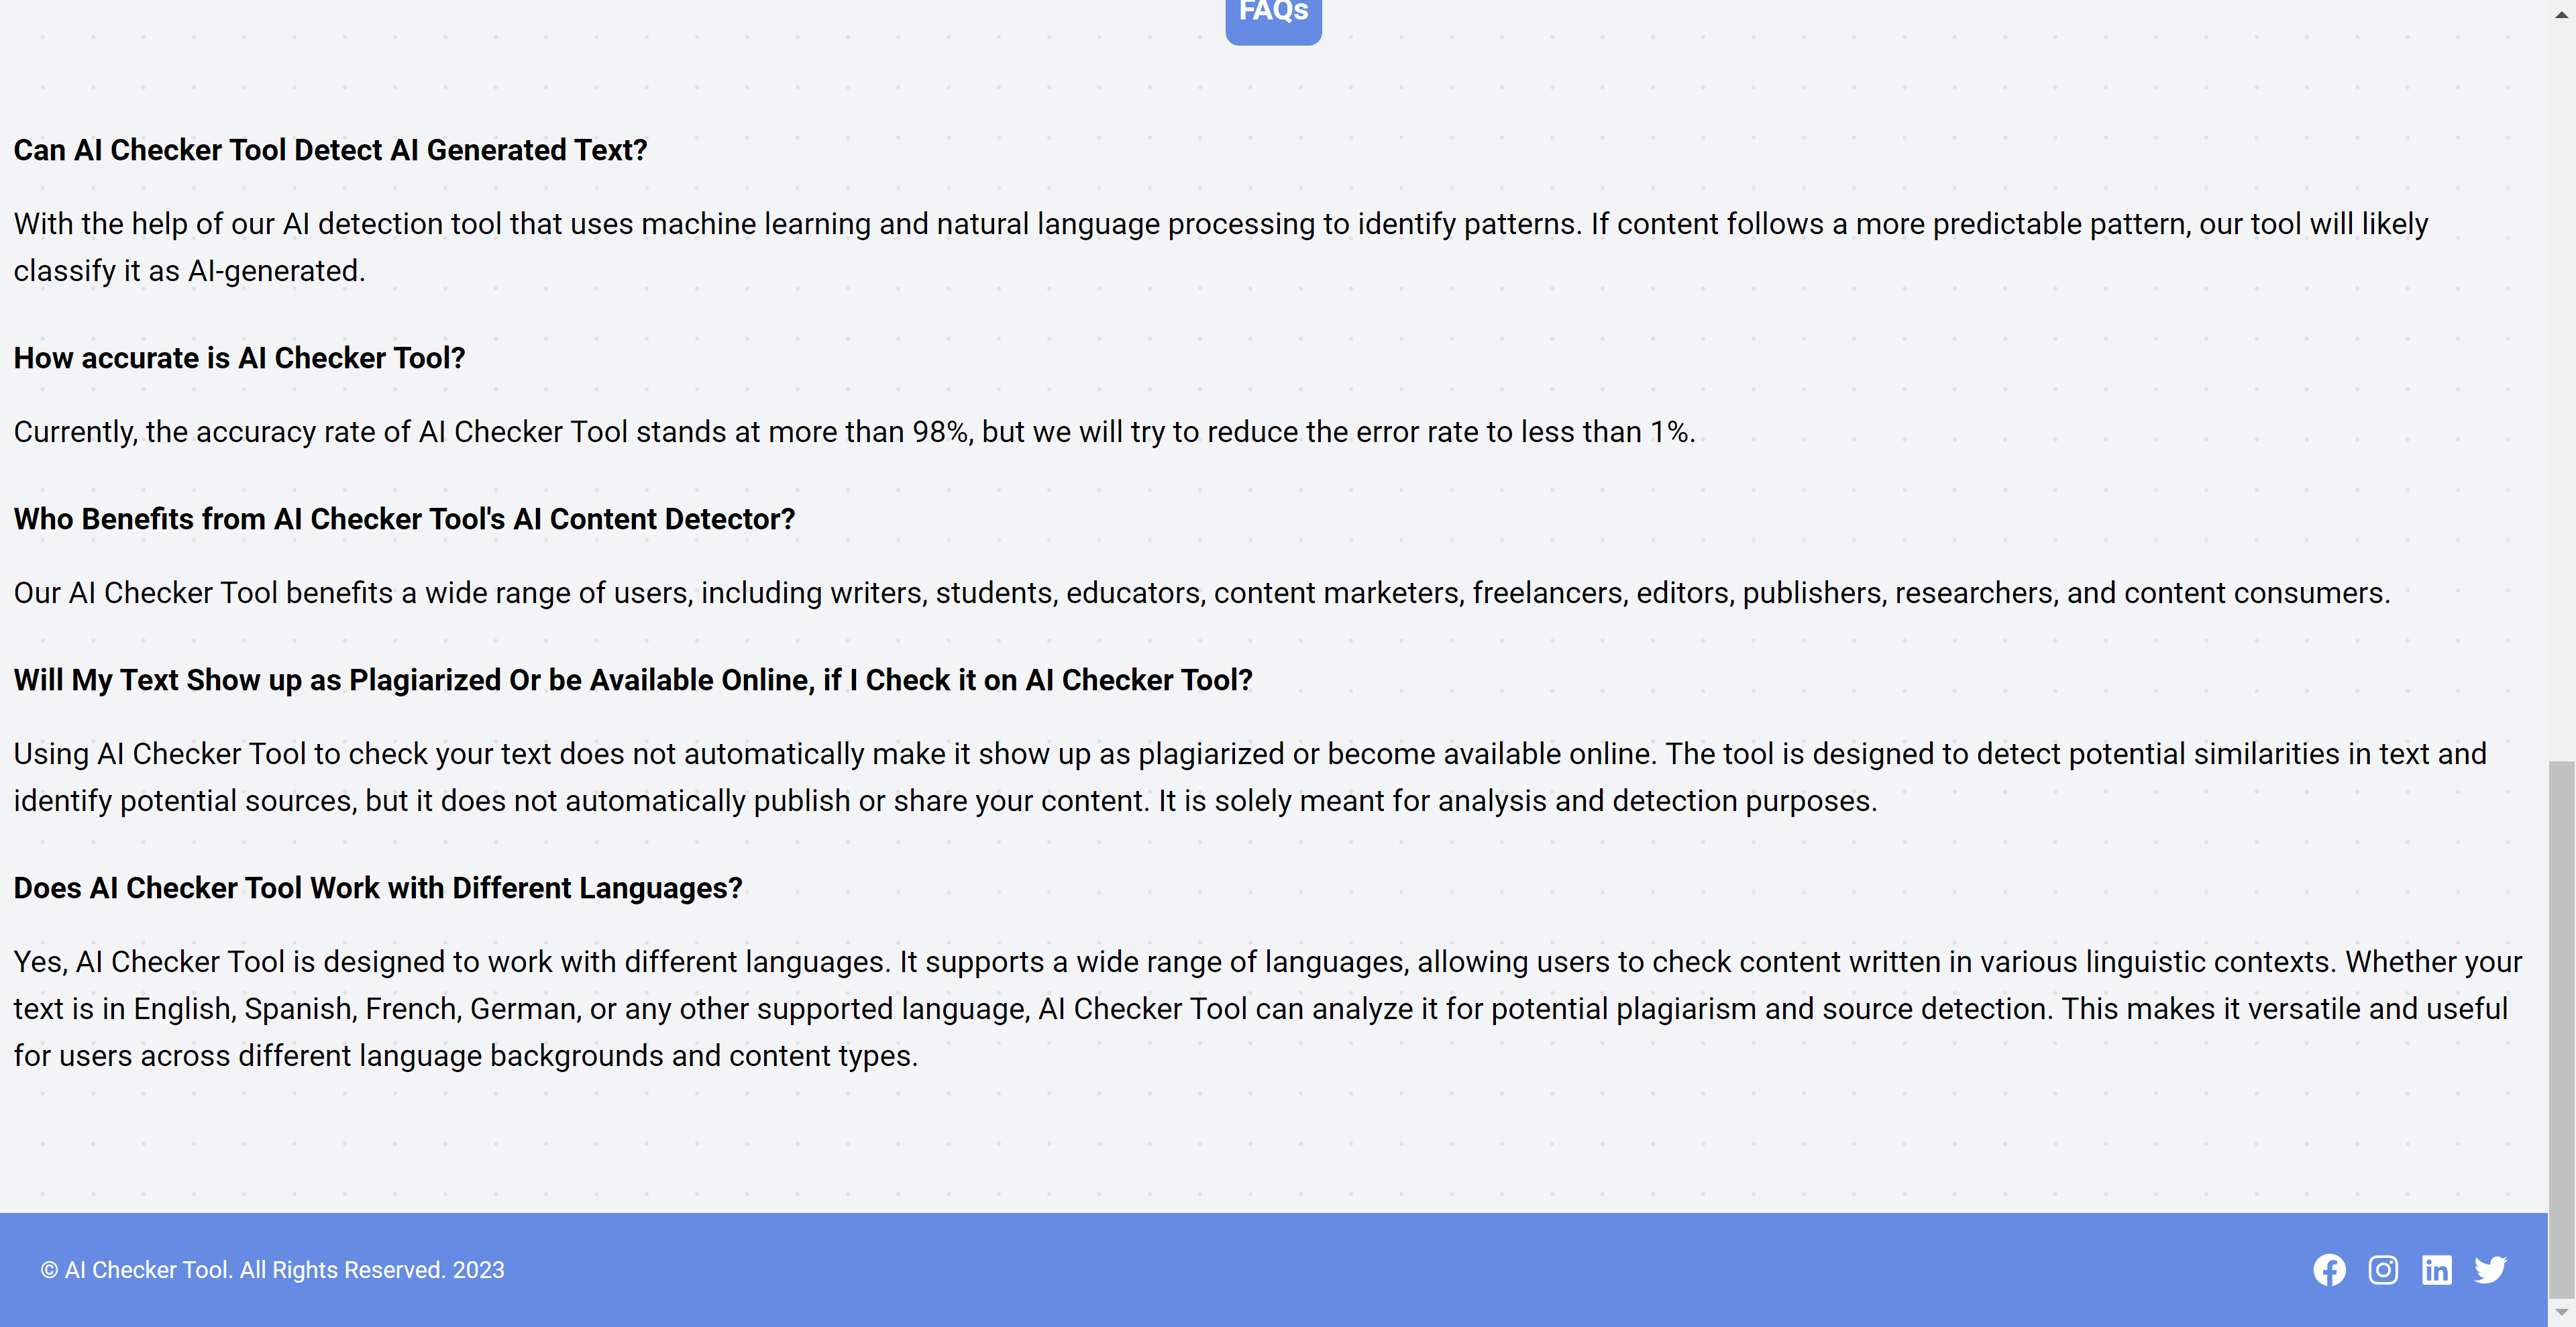 FAQs
Can AI Checker Tool Detect AI Generated Text?
With the help of our AI detection tool that uses machine learning and natural language processing to identify patterns. If content follows a more predictable pattern, our tool will likely
classify it as AI-generated.
How accurate is AI Checker Tool?
Currently, the accuracy rate of AI Checker Tool stands at more than 98%, but we will try to reduce the error rate to less than 1%.
Who Benefits from AI Checker Tool's AI Content Detector?
Our AI Checker Tool benefits a wide range of users, including writers, students, educators, content marketers, freelancers, editors, publishers, researchers, and content consumers.
Will My Text Show up as Plagiarized Or be Available Online, if I Check it on AI Checker Tool?
Using AI Checker Tool to check your text does not automatically make it show up as plagiarized or become available online. The tool is designed to detect potential similarities in text and
identify potential sources, but it does not automatically publish or share your content. It is solely meant for analysis and detection purposes.
Does AI Checker Tool Work with Different Languages?
Yes, AI Checker Tool is designed to work with different languages. It supports a wide range of languages, allowing users to check content written in various linguistic contexts. Whether your
text is in English, Spanish, French, German, or any other supported language, AI Checker Tool can analyze it for potential plagiarism and source detection. This makes it versatile and useful
for users across different language backgrounds and content types.
© AI Checker Tool. All Rights Reserved. 2023